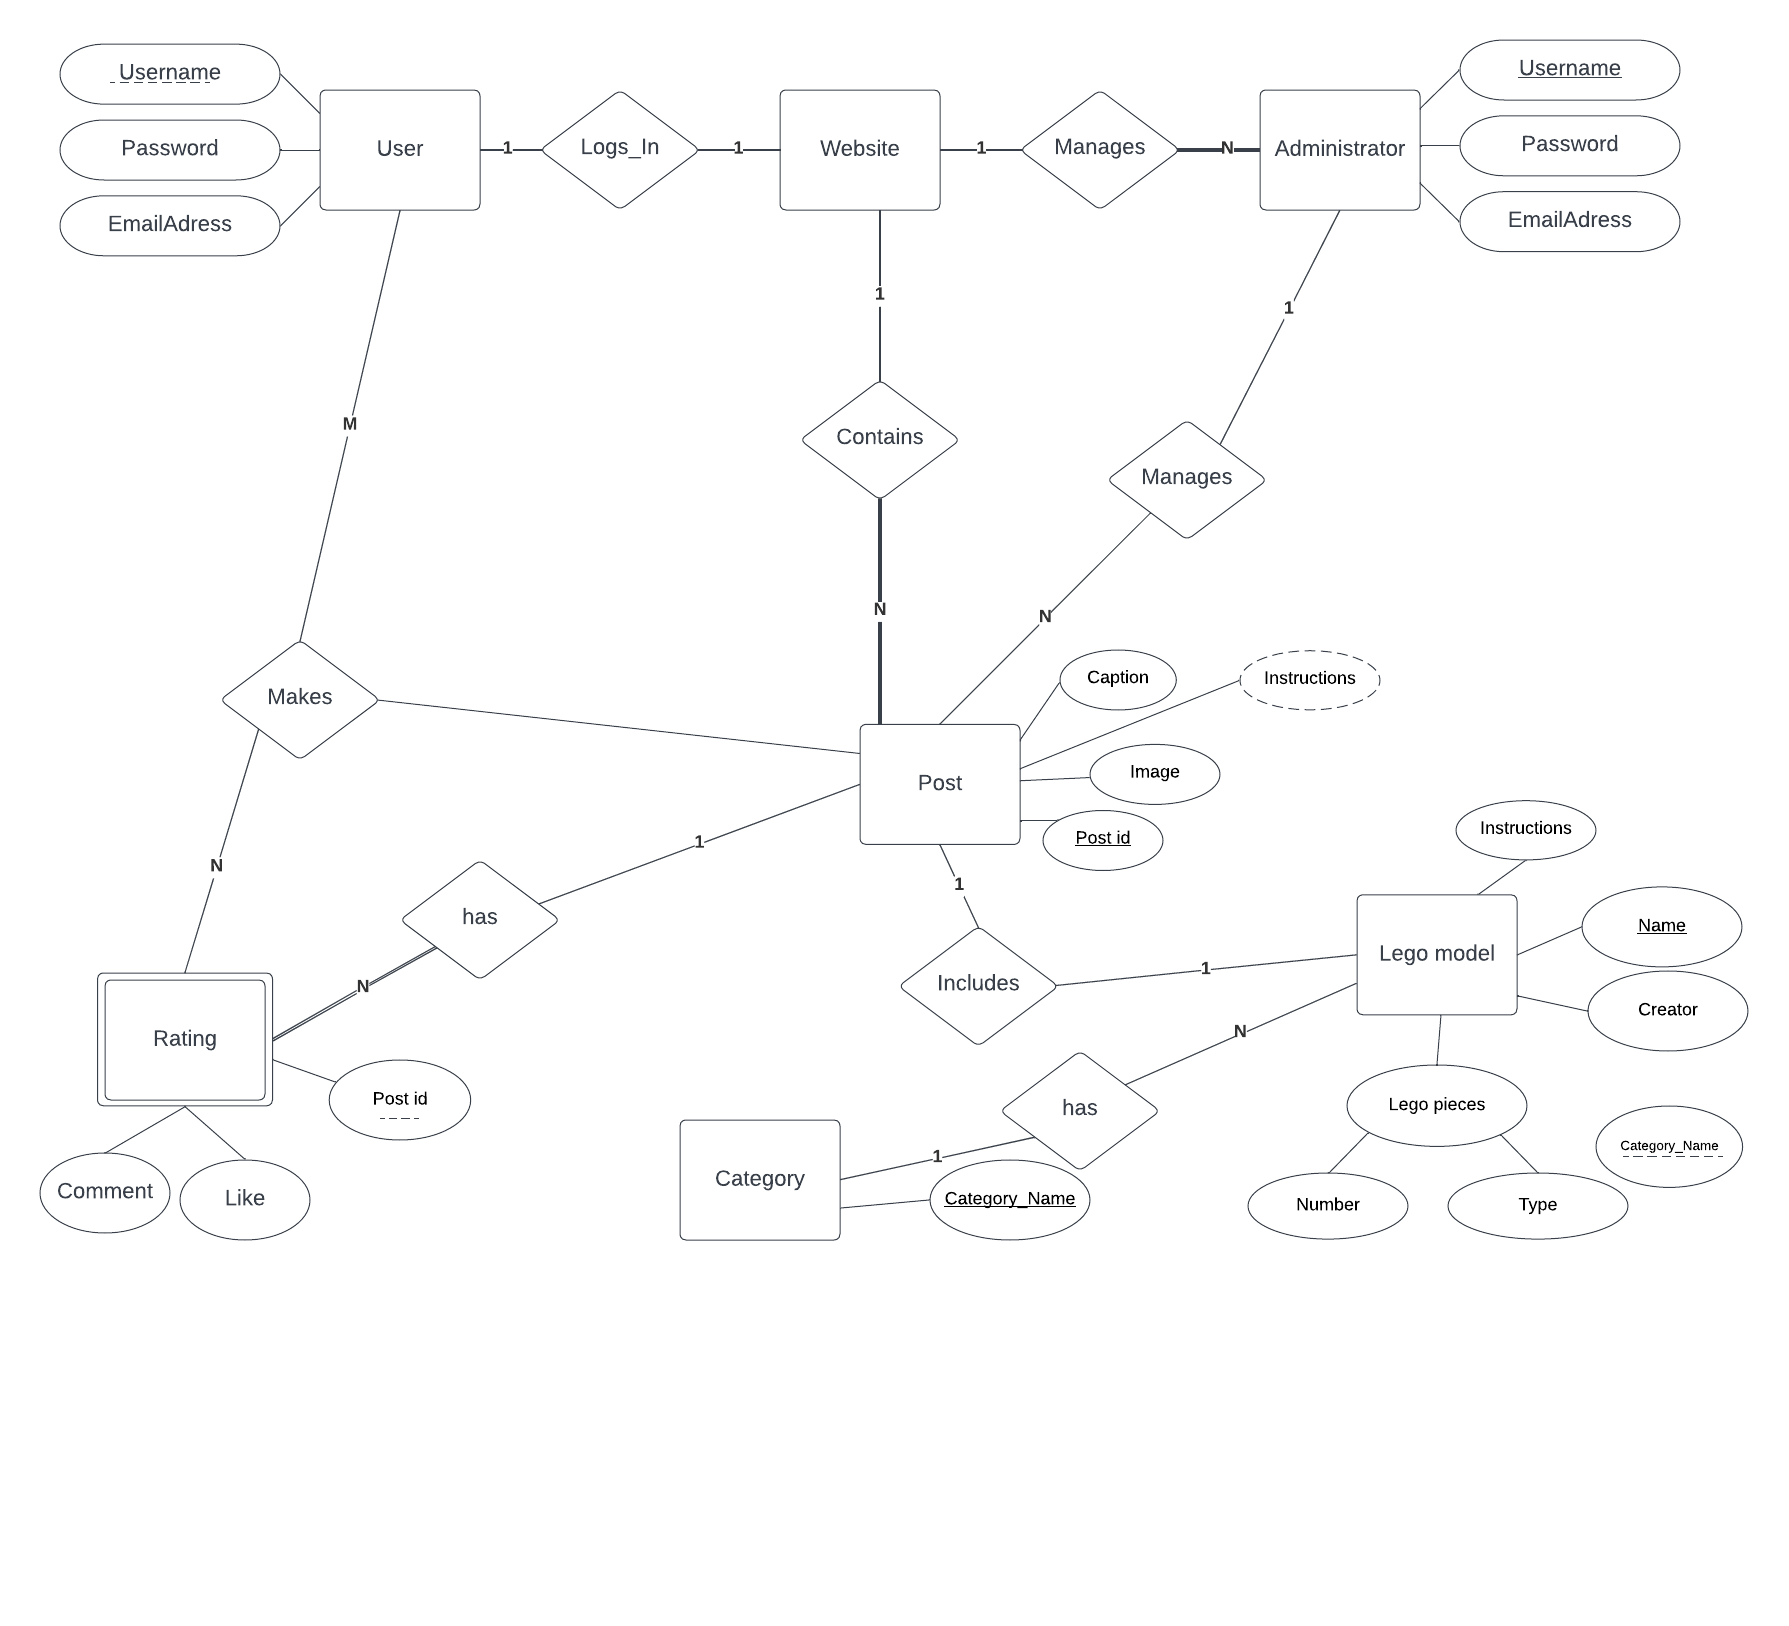 Username
Password
EmailAdress
User
1
Logs_In
1
Website
1
Manages
N
Administrator
Username
Password
EmailAdress
1
1
M
Contains
Manages
N
N
Makes
Caption
Instructions
Image
Post id
Post
1
N
has
1
Instructions
Name
Lego model
Creator
Includes
1
N
N
Rating
Post id
Comment
Like
has
1
Category
Category_Name
Lego pieces
Number
Type
Category_Name